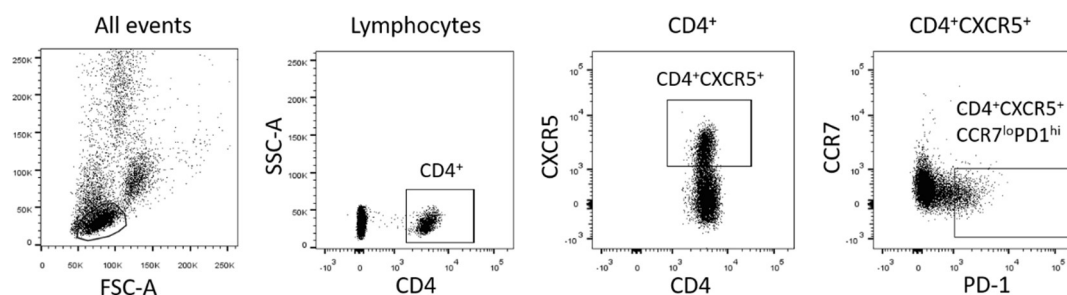 All events
Lymphocytes
CD4⁺
CD4⁺CXCR5⁺
250K
200K
150K
100K
50K
0
0
50K
100K
150K
200K
250K
FSC-A
SSC-A
250K
200K
150K
100K
50K
0
CD4⁺
-10³
10³
10⁴
10⁵
CD4
CXCR5
10⁵
10⁴
10³
0
-10³
CD4⁺CXCR5⁺
-10³
10³
10⁴
10⁵
CD4
CCR7
10⁵
10⁴
10³
0
-10³
CD4⁺CXCR5⁺
CCR7ˡᵒPD1ʰⁱ
-10³
0
10³
10⁴
10⁵
PD-1